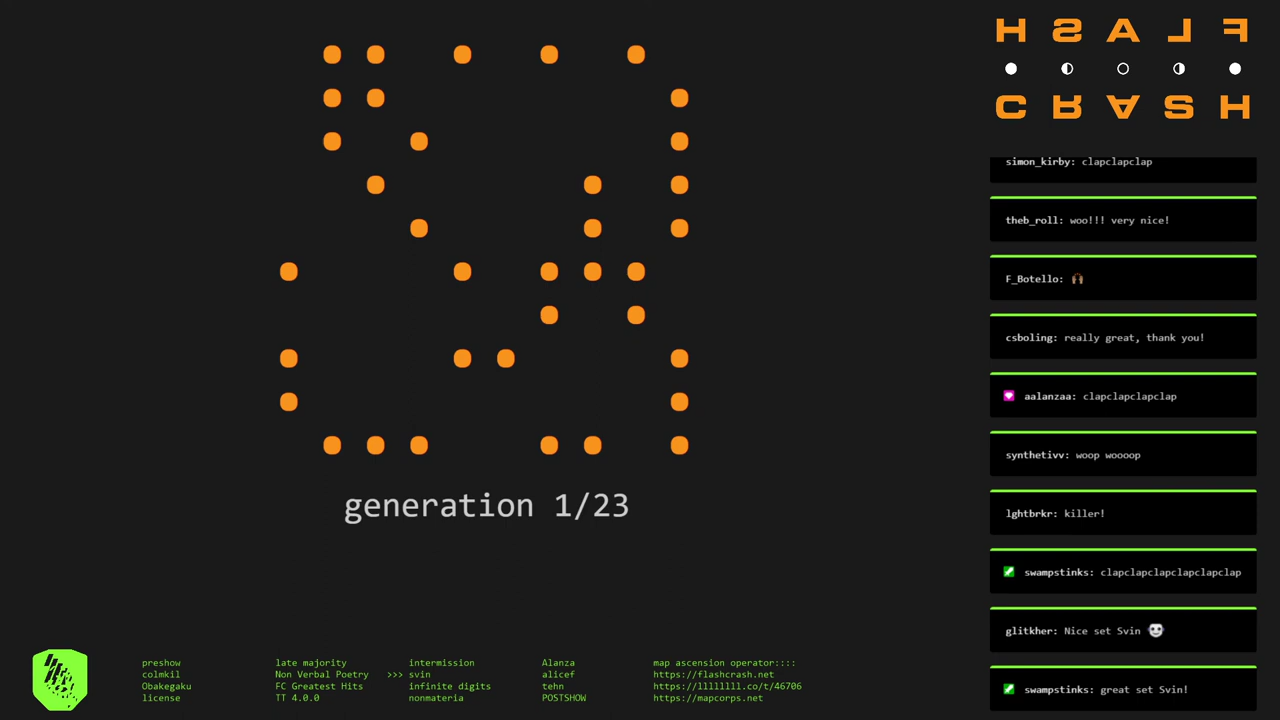 FLASH
CRASH
simon_kirby: clapclapclap
theb_roll: woo!!! very nice!
F_Botello:
csboling: really great, thank you!
aalanzaa: clapclapclapclap
synthetivv: woop woooop
lghtbrkr: killer!
swampstinks: clapclapclapclapclapclap
glitkher: Nice set Svin
swampstinks: great set Svin!
generation 1/23
preshow
colmkil
Obakegaku
license
late majority
Non Verbal Poetry
FC Greatest Hits
TT 4.0.0
intermission
>>> svin
infinite digits
nonmateria
Alanza
alicef
tehn
POSTSHOW
map ascension operator::::
https://flashcrash.net
https://llllllll.co/t/46706
https://mapcorps.net